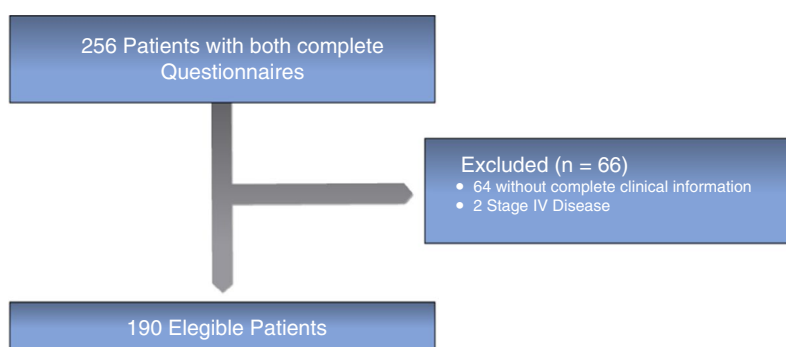 256 Patients with both complete
Questionnaires
Excluded (n = 66)
• 64 without complete clinical information
• 2 Stage IV Disease
190 Elegible Patients